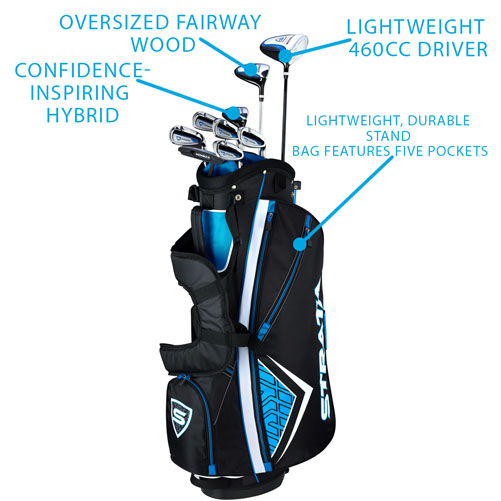 OVERSIZED FAIRWAY
WOOD
LIGHTWEIGHT
460CC DRIVER
CONFIDENCE-
INSPIRING
HYBRID
LIGHTWEIGHT, DURABLE
STAND
BAG FEATURES FIVE POCKETS
STRATA
S